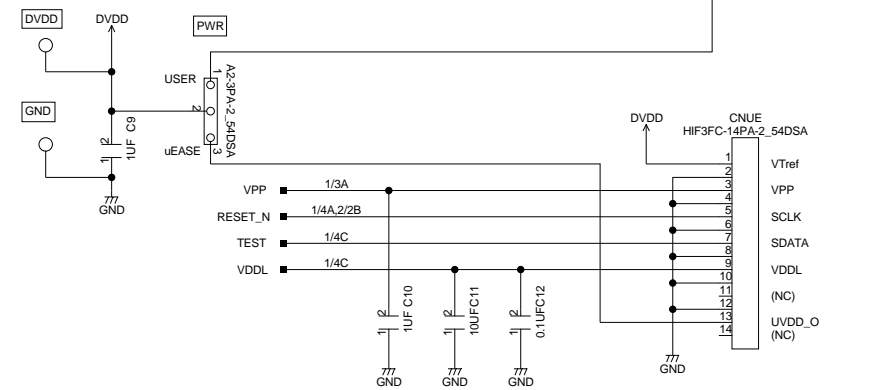 DVDD
DVDD
PWR
USER
1
A2-3PA-2_54DSA
2
GND
2
1
1UF C9
uEASE
3
GND
DVDD
CNUE
HIF3FC-14PA-2_54DSA
1
VTref
2
VPP
1/3A
3
VPP
4
RESET_N
1/4A,2/2B
5
SCLK
6
TEST
1/4C
7
SDATA
8
VDDL
1/4C
9
VDDL
10
11
(NC)
12
13
UVDD_O
14
(NC)
2
1
1UF C10
2
1
10UFC11
2
1
0.1UFC12
GND
GND
GND
GND